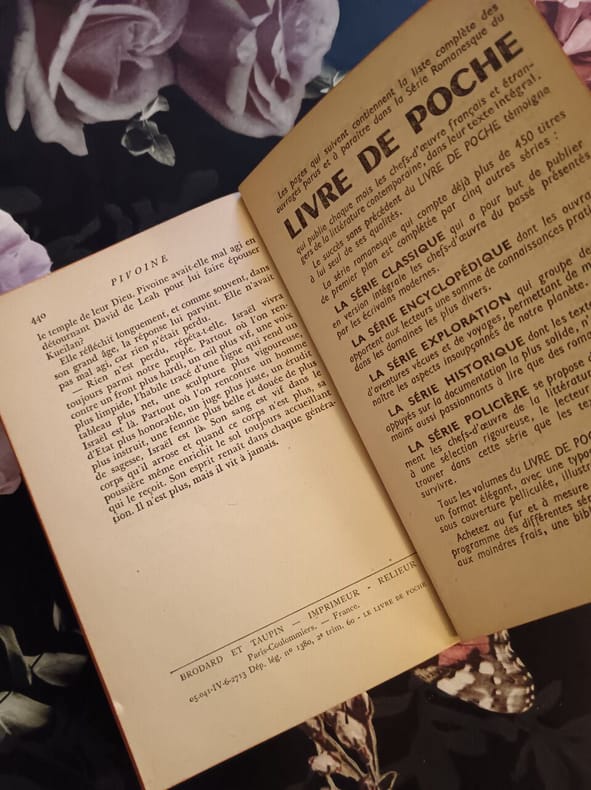 440
PIVOINE
le temple de leur Dieu. Pivoine avait-elle mal agi en
détournant David de Leah pour lui faire épouser
Kueilan?
Elle réfléchit longuement, et comme souvent, dans
son grand âge, la réponse lui parvint. Elle n'avait
pas mal agi, car rien n'était perdu.
— Rien n'est perdu, répéta-t-elle. Israël vivra
toujours parmi notre peuple. Partout où l'on ren-
contre un front plus hardi, un œil plus vif, une voix
plus limpide, l'habile tracé d'une ligne qui rend un
tableau plus net, une sculpture plus vigoureuse,
Israël est là. Partout où l'on rencontre un homme
d'État plus honorable, un juge plus juste, un érudit
plus instruit, une femme plus belle et douée de plus
de sagesse, Israël est là. Son sang est vif dans le
corps qu'il arrose et quand ce corps n'est plus, sa
poussière même enrichit le sol toujours accueillant
qui le reçoit. Son esprit renaît dans chaque généra-
tion. Il n'est plus, mais il vit à jamais.
BRODARD ET TAUPIN — IMPRIMEUR - RELIEUR
Paris-Coulommiers. — France.
05.041-IV-6-2713 Dép. lég. nº 1380, 2e trim. 60 - LE LIVRE DE POCHE
Les pages qui suivent contiennent la liste complète des
ouvrages parus et à paraître dans la Série Romanesque du
LIVRE DE POCHE
qui publie chaque mois les chefs-d'œuvre français et étran-
gers de la littérature contemporaine, dans leur texte intégral.
Le succès sans précédent du LIVRE DE POCHE témoigne
à lui seul de ses qualités.
La série romanesque qui compte déjà plus de 450 titres
de premier plan est complétée par cinq autres séries :
LA SÉRIE CLASSIQUE qui a pour but de publier
en version intégrale les chefs-d'œuvre du passé présentés
par les écrivains modernes.
LA SÉRIE ENCYCLOPÉDIQUE dont les ouvra
apportent aux lecteurs une somme de connaissances prati
dans les domaines les plus divers.
LA SÉRIE EXPLORATION qui groupe de
d'aventures vécues et de voyages, permettant de m
naître les aspects insoupçonnés de notre planète.
LA SÉRIE HISTORIQUE dont les text
appuyés sur la documentation la plus solide, n'
moins aussi passionnants à lire que des roma
LA SÉRIE POLICIÈRE se propose d
ment les chefs-d'œuvre de la littératur
à une sélection rigoureuse, le lecteur
trouver dans cette série que les tex
survivre.
Tous les volumes du LIVRE DE POC
un format élégant, avec une typo
sous couverture pelliculée, illustr
Achetez au fur et à mesure
programme des différentes sér
aux moindres frais, une bib